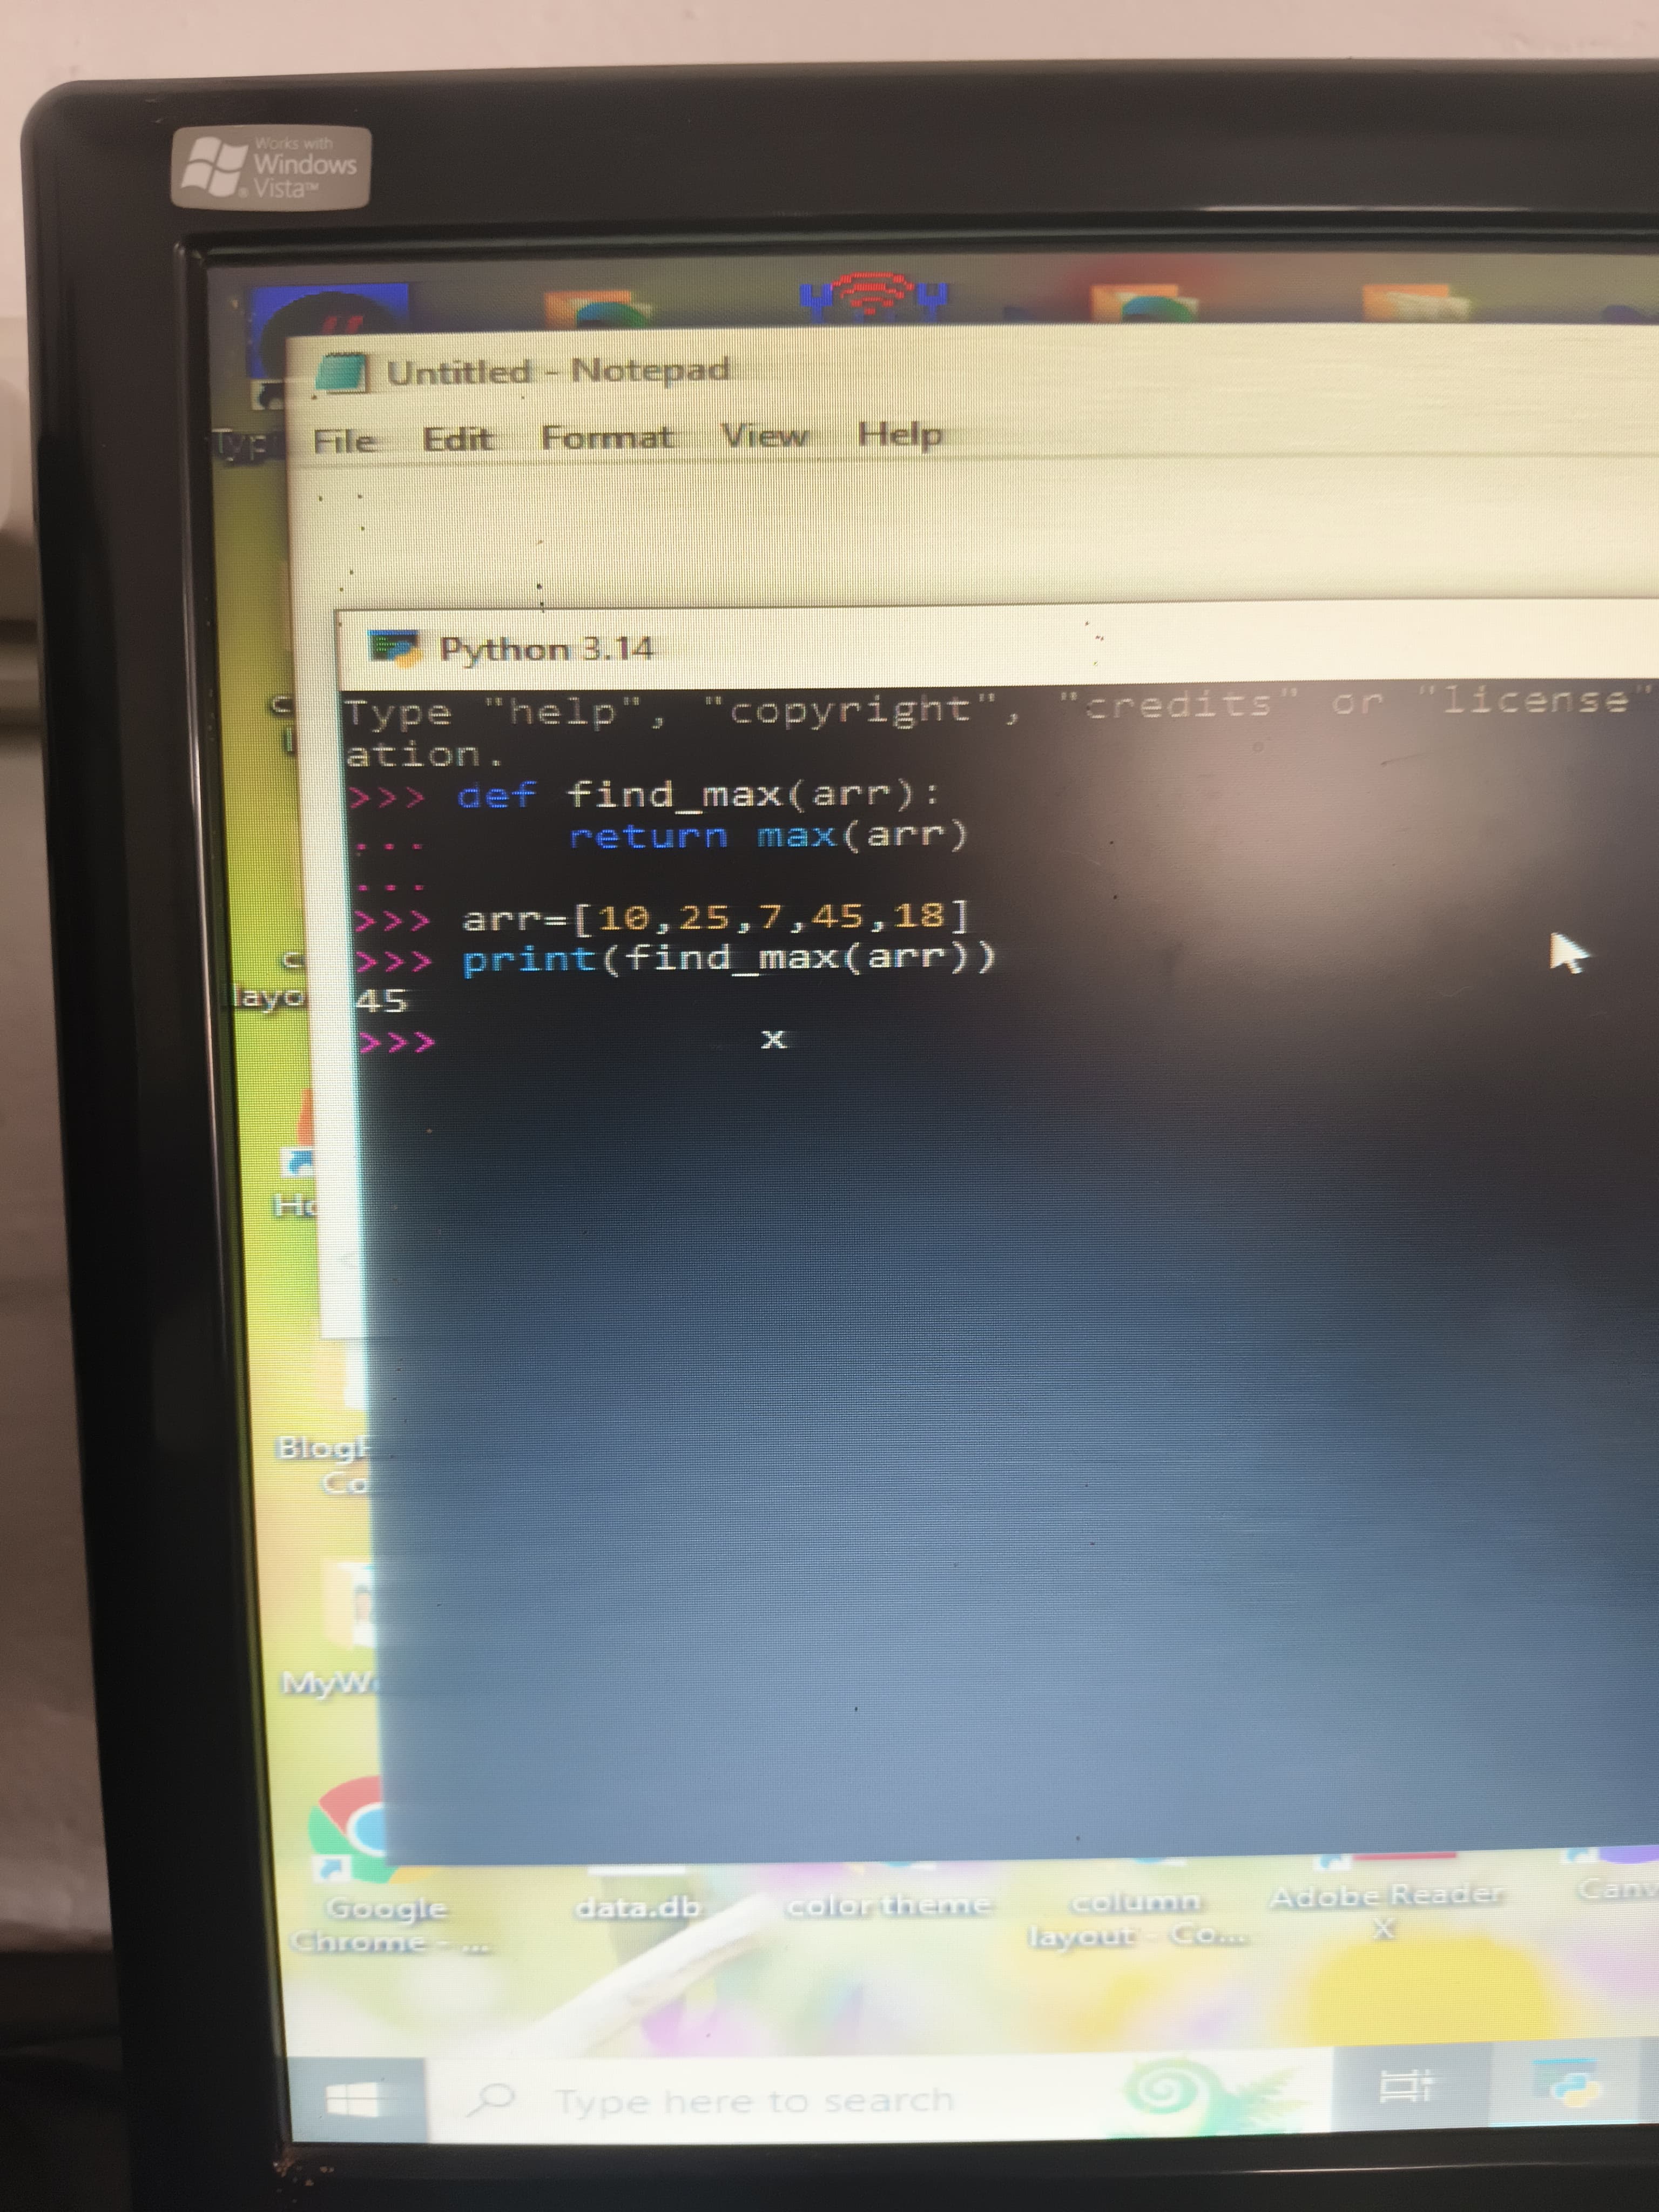 Works with
Windows
Vista™
Untitled - Notepad
File Edit Format View Help
Python 3.14
Type "help", "copyright", "credits" or "license"
ation.
>>> def find_max(arr):
...     return max(arr)
...
>>> arr=[10,25,7,45,18]
>>> print(find_max(arr))
45
>>>             x
Google
Chrome - ...
data.db
color theme
column
layout - Co...
Adobe Reader
X
Type here to search